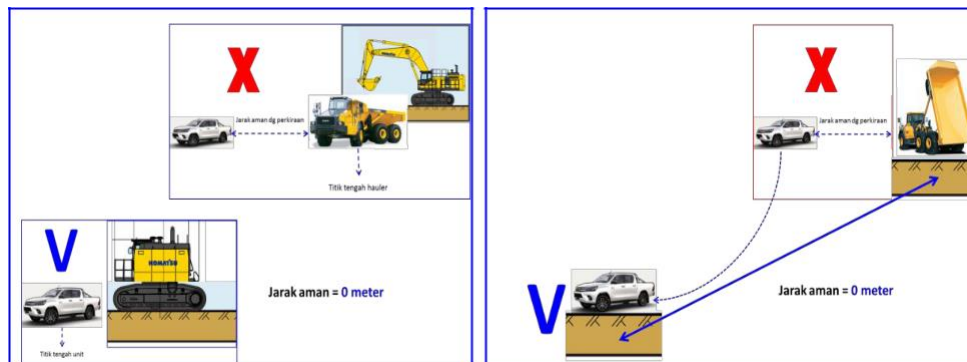 X
Jarak aman dg perkiraan
Titik tengah hauler
V
KOMATSU
Jarak aman = 0 meter
Titik tengah unit
X
Jarak aman dg perkiraan
V
Jarak aman = 0 meter